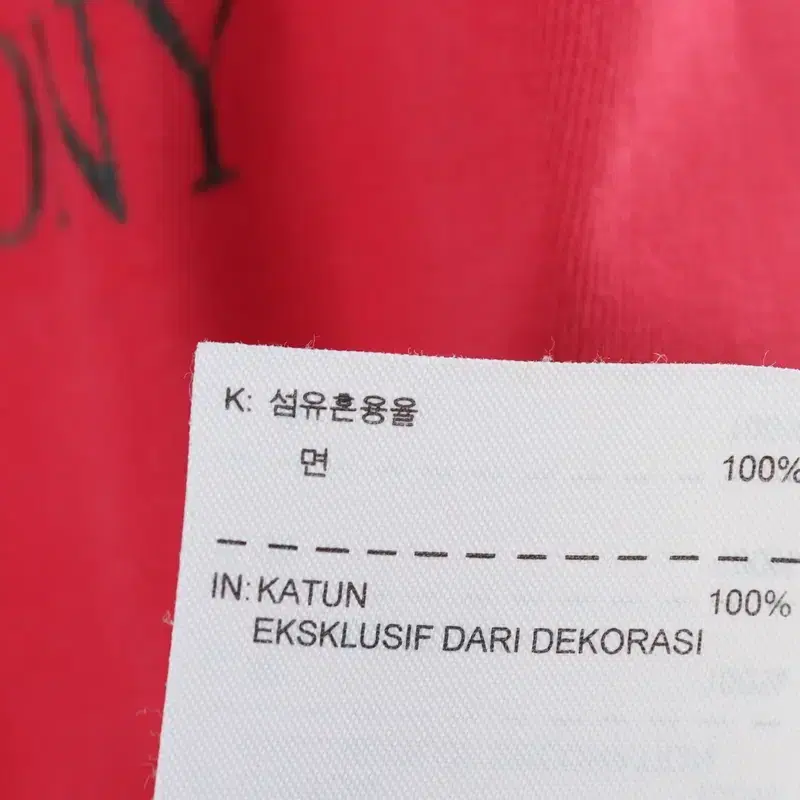 K: 섬유혼용율
면 100%
IN: KATUN 100%
EKSKLUSIF DARI DEKORASI